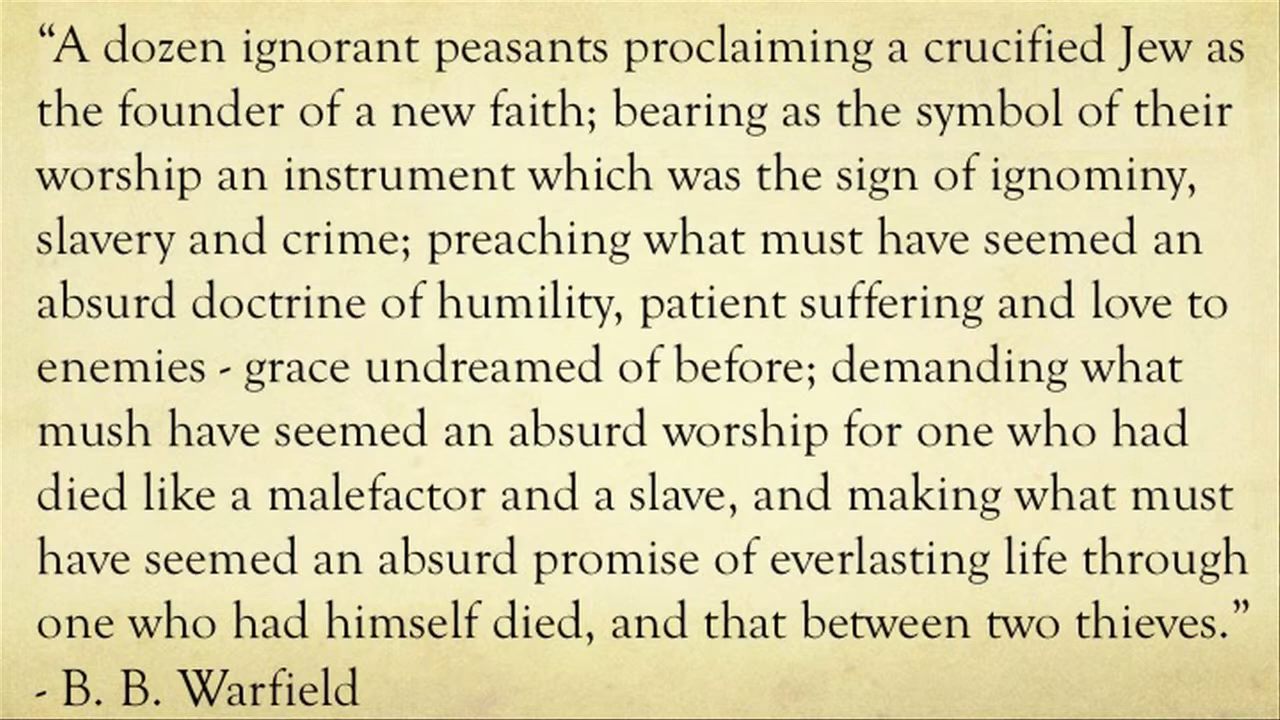 “A dozen ignorant peasants proclaiming a crucified Jew as
the founder of a new faith; bearing as the symbol of their
worship an instrument which was the sign of ignominy,
slavery and crime; preaching what must have seemed an
absurd doctrine of humility, patient suffering and love to
enemies - grace undreamed of before; demanding what
mush have seemed an absurd worship for one who had
died like a malefactor and a slave, and making what must
have seemed an absurd promise of everlasting life through
one who had himself died, and that between two thieves.”
- B. B. Warfield